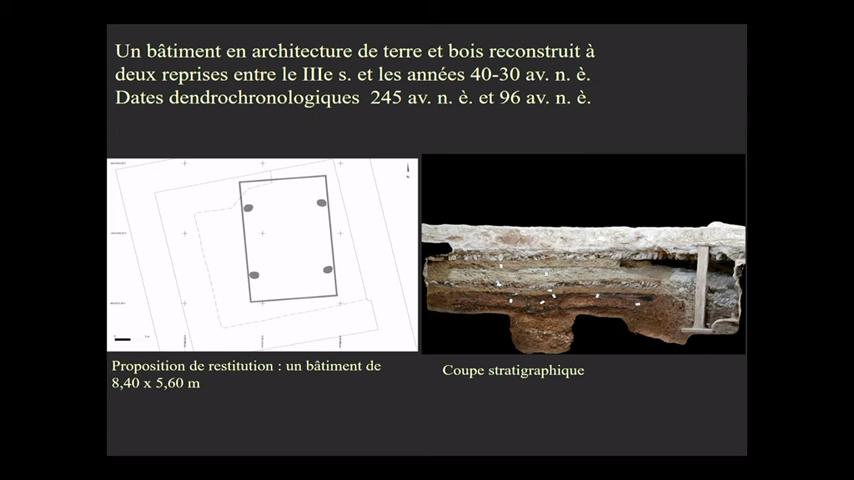 Un bâtiment en architecture de terre et bois reconstruit à
deux reprises entre le IIIe s. et les années 40-30 av. n. è.
Dates dendrochronologiques 245 av. n. è. et 96 av. n. è.
Proposition de restitution : un bâtiment de
8,40 x 5,60 m
Coupe stratigraphique